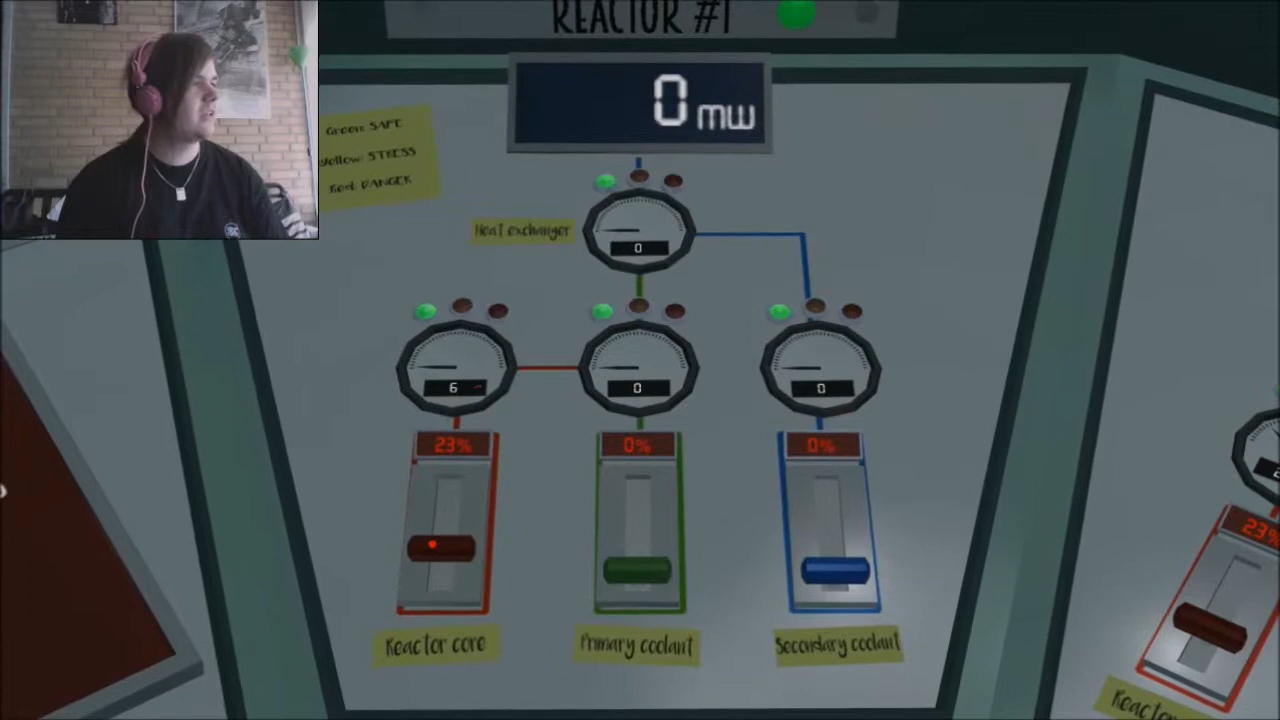 REACTOR #1
0 mw
Green: SAFE
Yellow: STRESS
Red: DANGER
Heat exchanger
0
6
0
0
23%
0%
0%
23%
Reactor core
Primary coolant
Secondary coolant